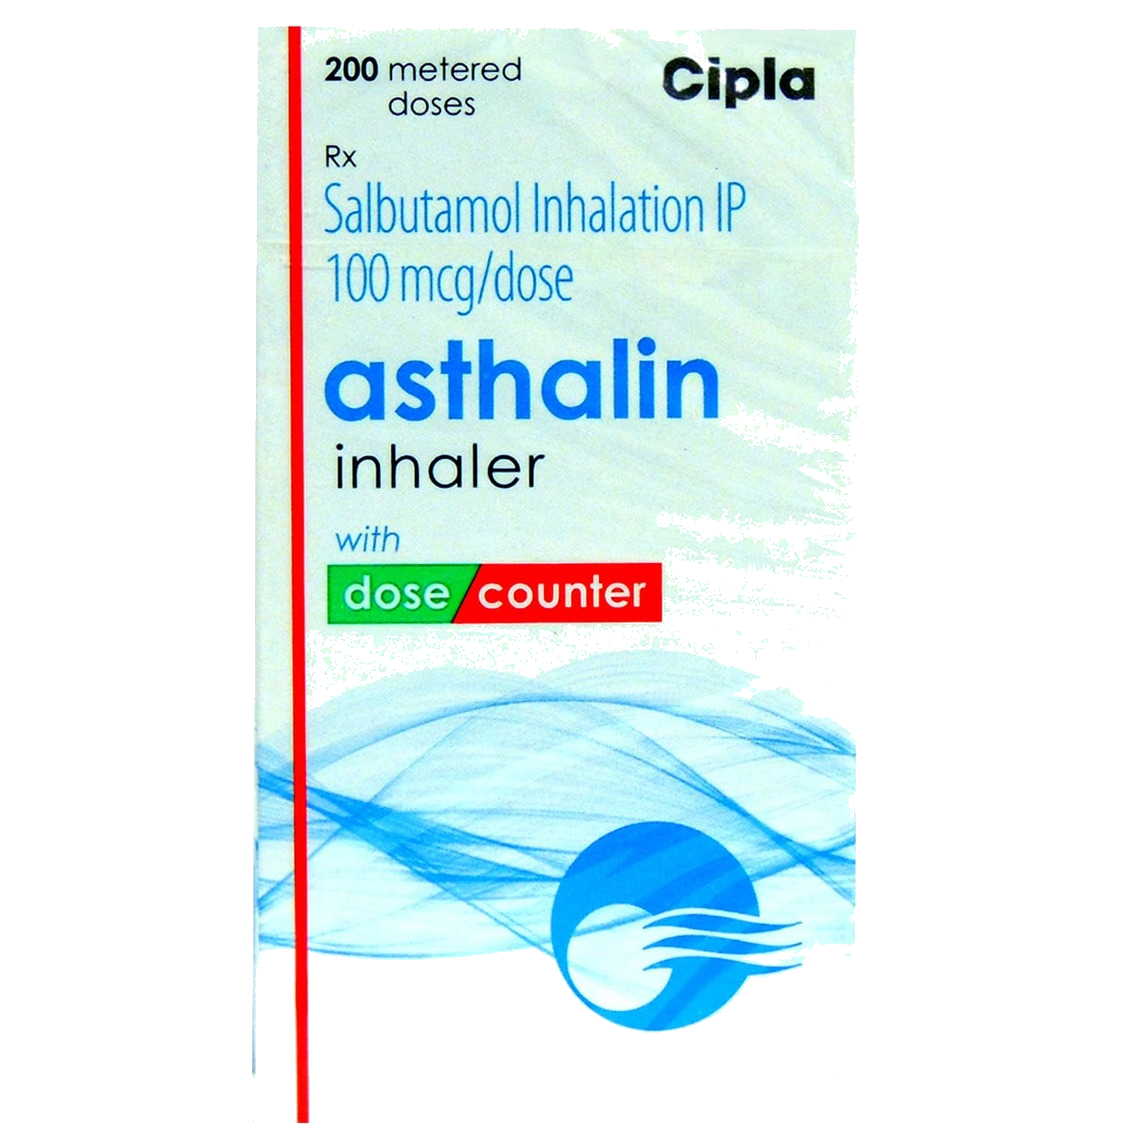 200 metered
doses
Cipla
Rx
Salbutamol Inhalation IP
100 mcg/dose
asthalin
inhaler
with
dose counter